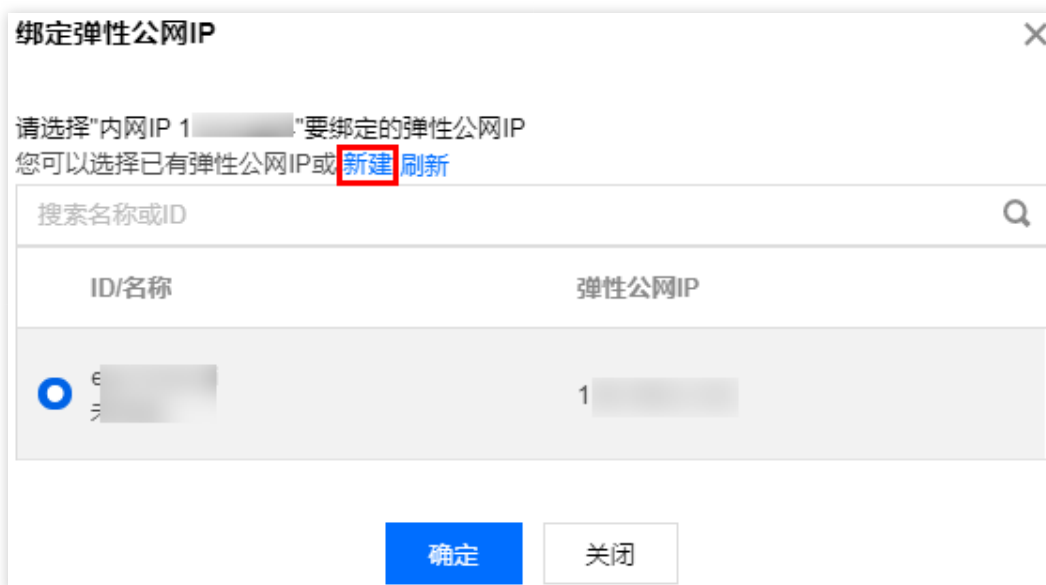 绑定弹性公网IP
请选择"内网IP 1"要绑定的弹性公网IP
您可以选择已有弹性公网IP或 新建 刷新
搜索名称或ID
ID/名称 弹性公网IP
e 1
确定 关闭